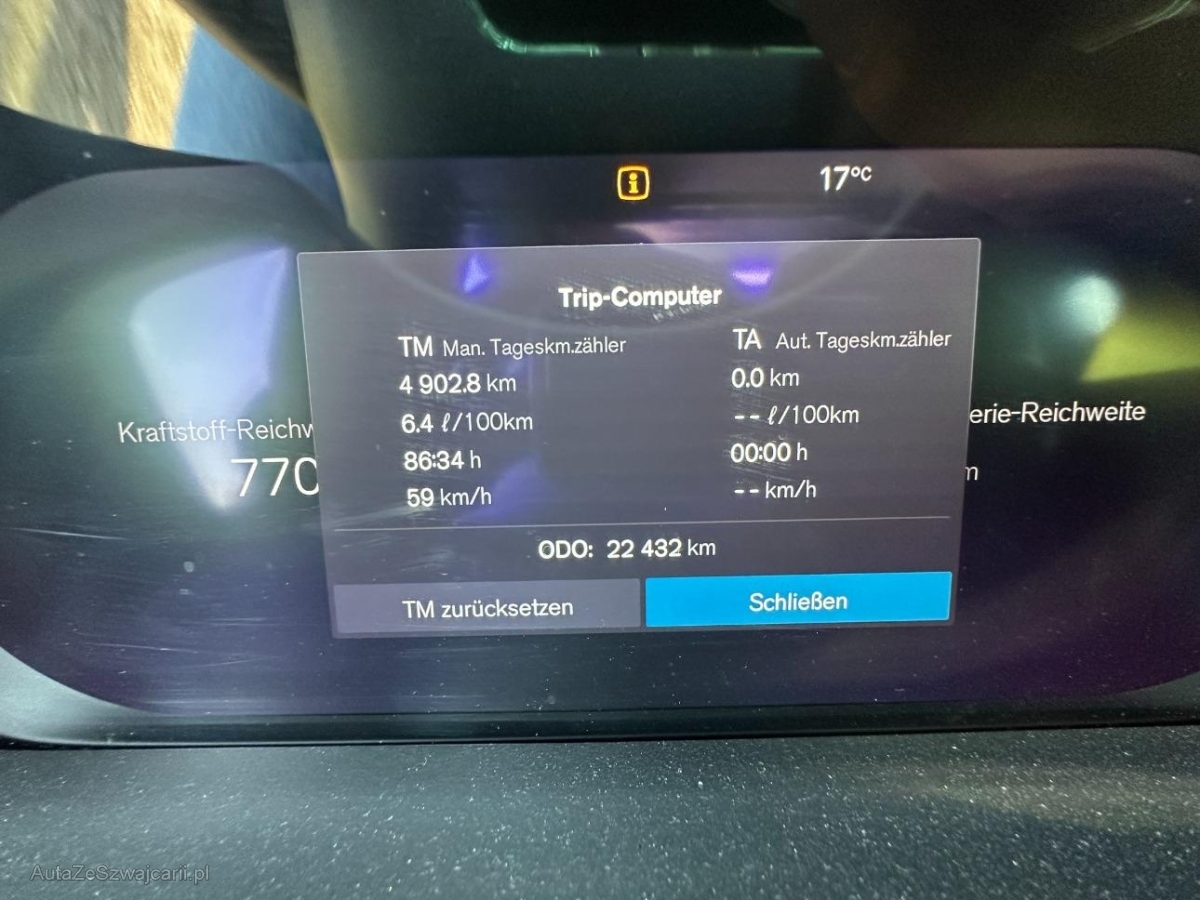 17°C
Trip-Computer
TM Man. Tageskm.zähler
4 902.8 km
6.4 ℓ/100km
86:34 h
59 km/h
TA Aut. Tageskm.zähler
0.0 km
-- ℓ/100km
00:00 h
-- km/h
Kraftstoff-Reichw
770
erie-Reichweite
m
ODO: 22 432 km
TM zurücksetzen
Schließen
AutaZeSzwajcarii.pl